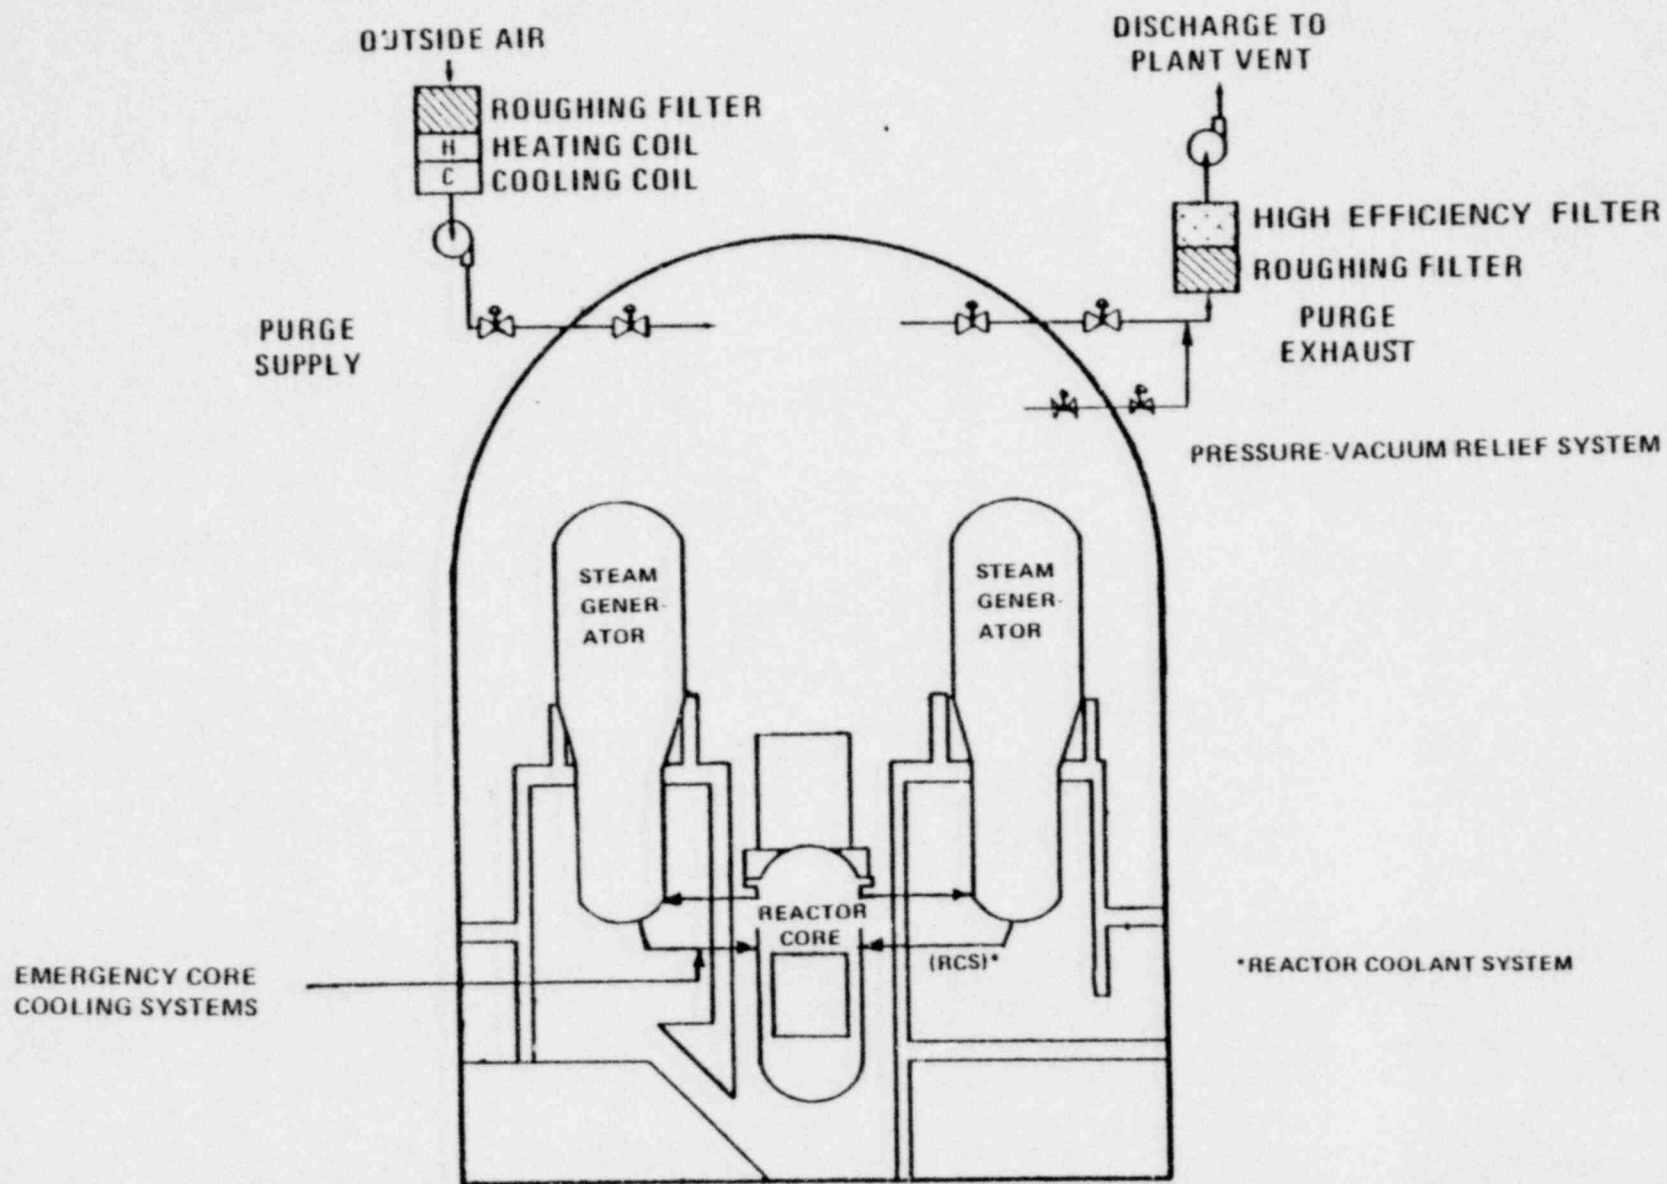 OUTSIDE AIR
ROUGHING FILTER
H HEATING COIL
C COOLING COIL
DISCHARGE TO
PLANT VENT
HIGH EFFICIENCY FILTER
ROUGHING FILTER
PURGE
SUPPLY
PURGE
EXHAUST
PRESSURE-VACUUM RELIEF SYSTEM
STEAM
GENER-
ATOR
STEAM
GENER-
ATOR
REACTOR
CORE
(RCS)*
EMERGENCY CORE
COOLING SYSTEMS
*REACTOR COOLANT SYSTEM